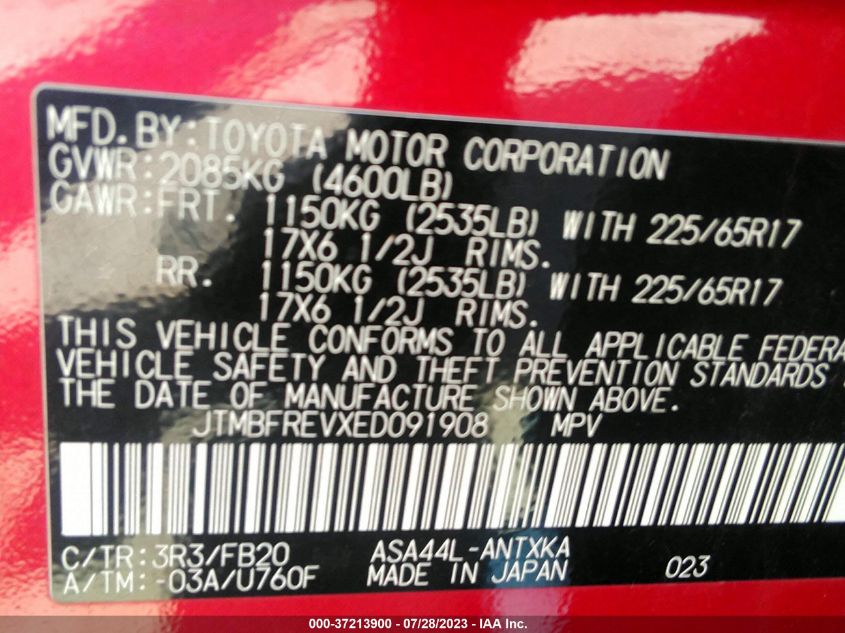 MFD.BY:TOYOTA MOTOR CORPORATION
GVWR:2085KG (4600LB)
GAWR:FRT. 1150KG (2535LB) WITH 225/65R17
17X6 1/2J RIMS.
RR. 1150KG (2535LB) WITH 225/65R17
17X6 1/2J RIMS.
THIS VEHICLE CONFORMS TO ALL APPLICABLE FEDERA
VEHICLE SAFETY AND THEFT PREVENTION STANDARDS
THE DATE OF MANUFACTURE SHOWN ABOVE.
JTMBFREVXED091908 MPV
C/TR:3R3/FB20 ASA44L-ANTXKA
A/TM:-03A/U760F MADE IN JAPAN 023
000-37213900 - 07/28/2023 - IAA Inc.